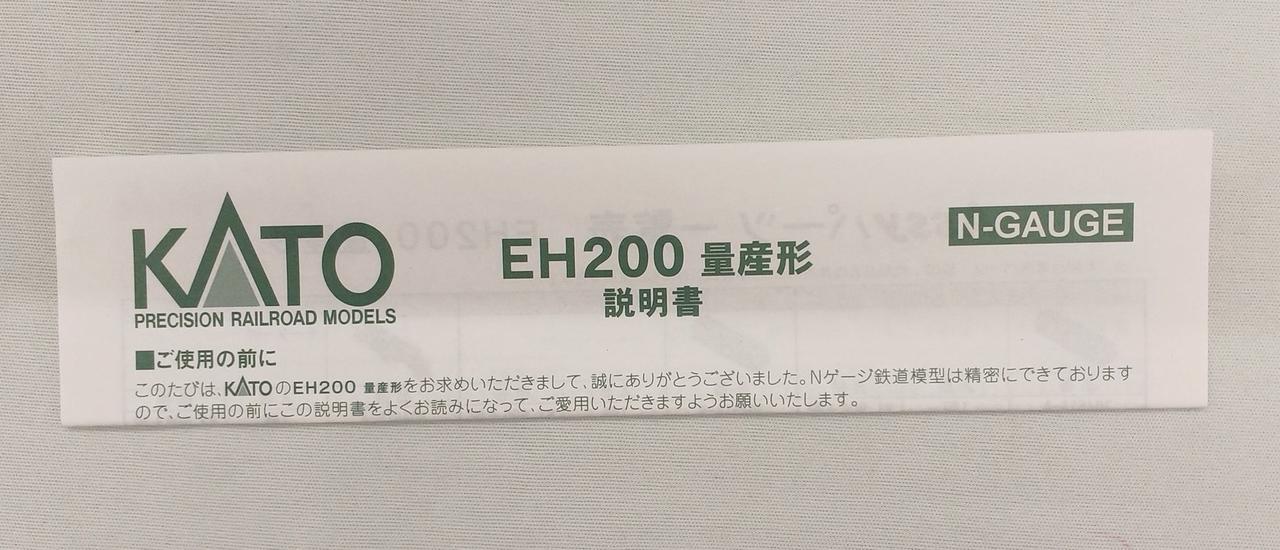 KATO
PRECISION RAILROAD MODELS
EH200 量産形
説明書
N-GAUGE
■ご使用の前に
このたびは、KATOのEH200 量産形をお求めいただきまして、誠にありがとうございました。Nゲージ鉄道模型は精密にできております
ので、ご使用の前にこの説明書をよくお読みになって、ご愛用いただきますようお願いいたします。